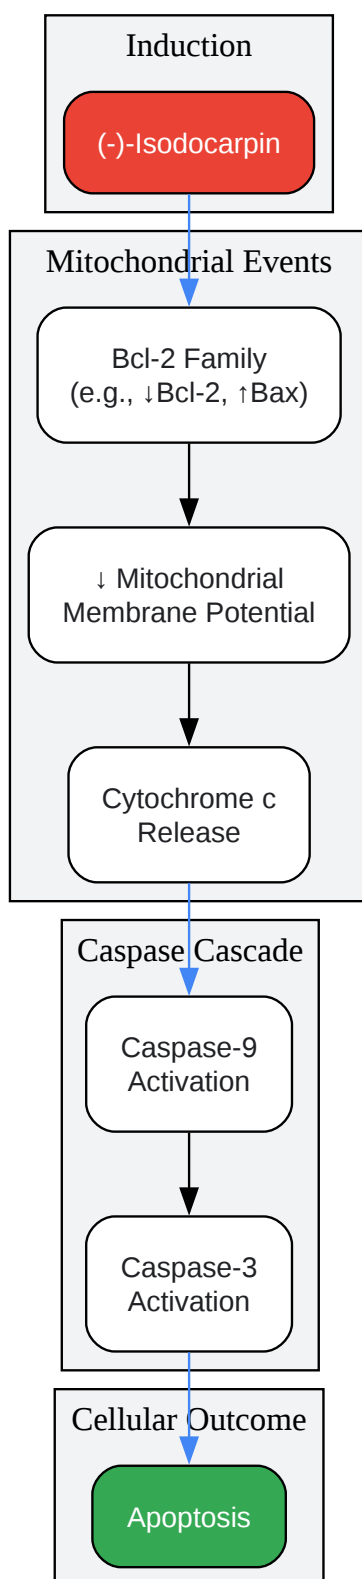 Induction
(-)-Isodocarpin
Mitochondrial Events
Bcl-2 Family
(e.g., ↓Bcl-2, ↑Bax)
↓ Mitochondrial
Membrane Potential
Cytochrome c
Release
Caspase Cascade
Caspase-9
Activation
Caspase-3
Activation
Cellular Outcome
Apoptosis